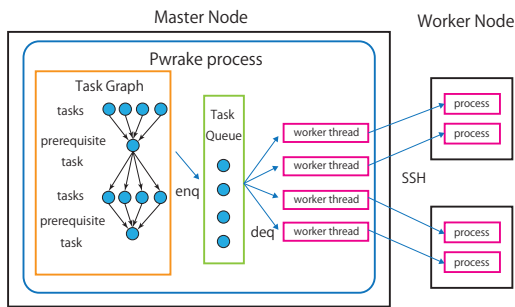 Master Node
Worker Node
Pwrake process
Task Graph
tasks
prerequisite
task
tasks
prerequisite
task
enq
Task
Queue
deq
worker thread
worker thread
worker thread
worker thread
SSH
process
process
process
process